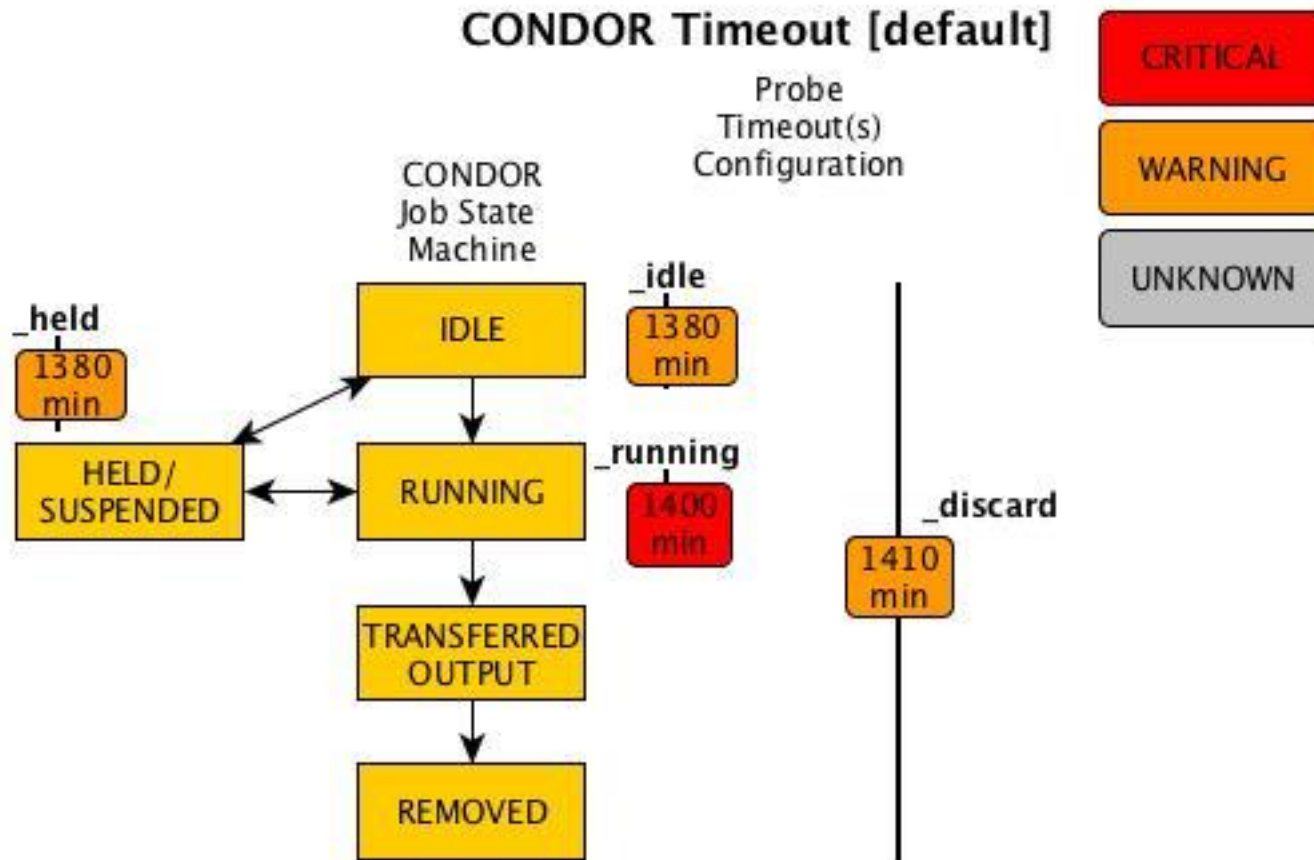 CONDOR Timeout [default]
CRITICAL
Probe
Timeout(s)
Configuration
WARNING
CONDOR
Job State
Machine
UNKNOWN
_idle
_held
IDLE
1380
min
1380
min
_running
HELD/
SUSPENDED
RUNNING
1400
min
_discard
1410
min
TRANSFERRED
OUTPUT
REMOVED